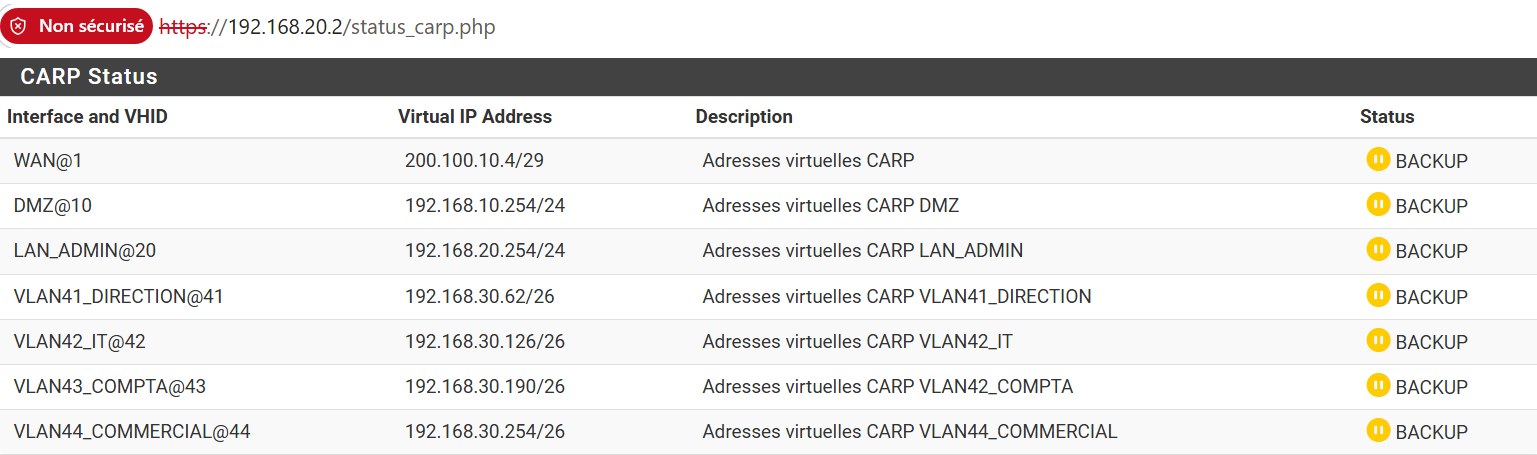 Non sécurisé https://192.168.20.2/status_carp.php
CARP Status
Interface and VHID Virtual IP Address Description Status
WAN@1 200.100.10.4/29 Adresses virtuelles CARP BACKUP
DMZ@10 192.168.10.254/24 Adresses virtuelles CARP DMZ BACKUP
LAN_ADMIN@20 192.168.20.254/24 Adresses virtuelles CARP LAN_ADMIN BACKUP
VLAN41_DIRECTION@41 192.168.30.62/26 Adresses virtuelles CARP VLAN41_DIRECTION BACKUP
VLAN42_IT@42 192.168.30.126/26 Adresses virtuelles CARP VLAN42_IT BACKUP
VLAN43_COMPTA@43 192.168.30.190/26 Adresses virtuelles CARP VLAN42_COMPTA BACKUP
VLAN44_COMMERCIAL@44 192.168.30.254/26 Adresses virtuelles CARP VLAN44_COMMERCIAL BACKUP